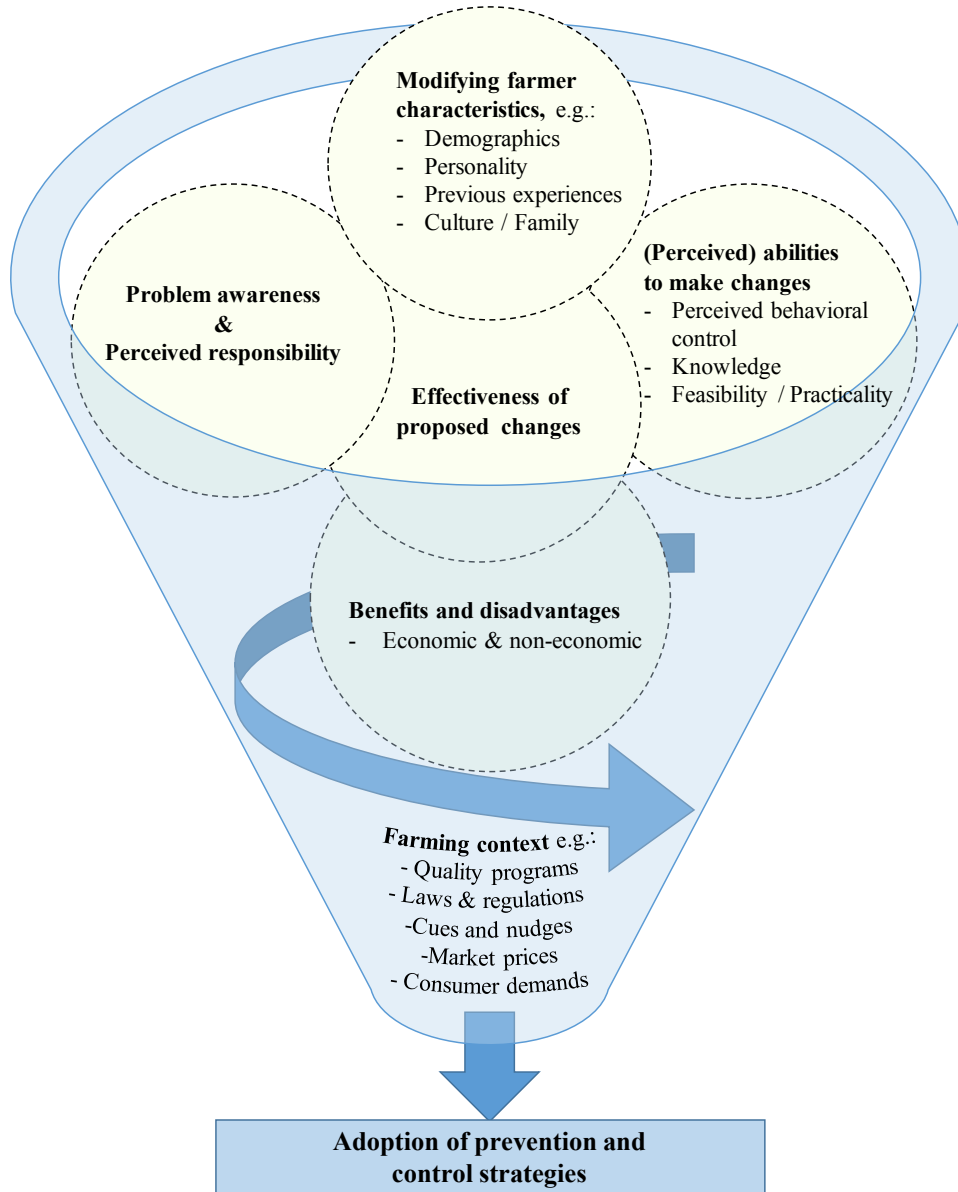 Modifying farmer
characteristics, e.g.:
- Demographics
- Personality
- Previous experiences
- Culture / Family
Problem awareness
&
Perceived responsibility
(Perceived) abilities
to make changes
- Perceived behavioral
control
- Knowledge
- Feasibility / Practicality
Effectiveness of
proposed changes
Benefits and disadvantages
- Economic & non-economic
Farming context e.g.:
- Quality programs
- Laws & regulations
-Cues and nudges
-Market prices
- Consumer demands
Adoption of prevention and
control strategies